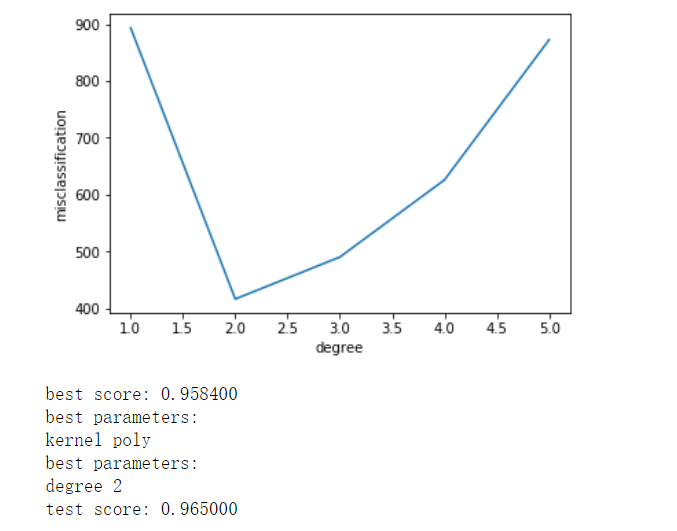 900
800
700
600
500
400
misclassification
1.0 1.5 2.0 2.5 3.0 3.5 4.0 4.5 5.0
degree
best score: 0.958400
best parameters:
kernel poly
best parameters:
degree 2
test score: 0.965000